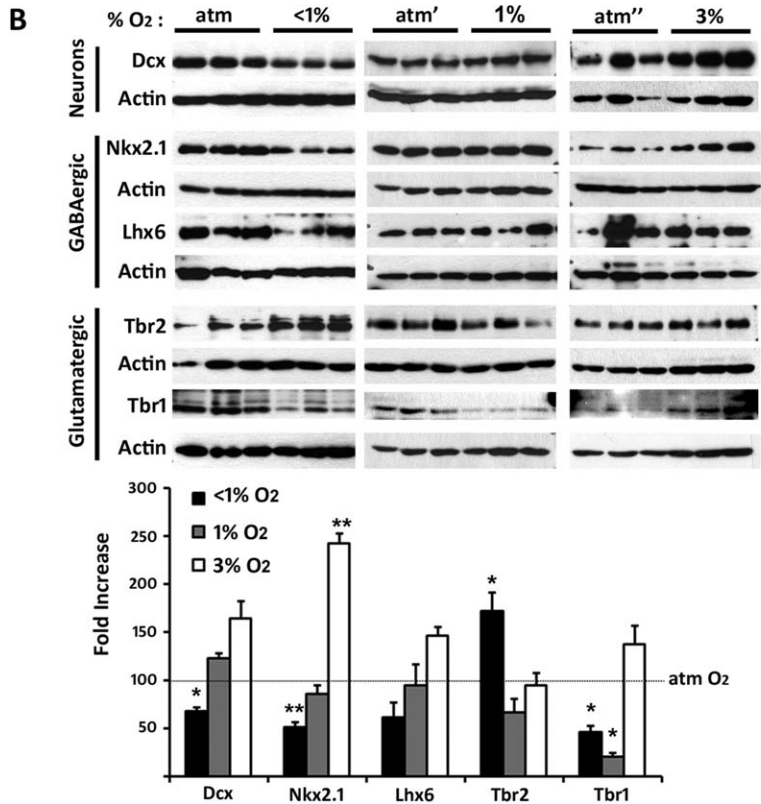 B
% O2 : atm <1% atm' 1% atm'' 3%
Neurons
Dcx
Actin
GABAergic
Nkx2.1
Actin
Lhx6
Actin
Glutamatergic
Tbr2
Actin
Tbr1
Actin
<1% O2
1% O2
3% O2
Fold Increase
300
250
200
150
100
50
* ** ** * * *
atm O2
Dcx Nkx2.1 Lhx6 Tbr2 Tbr1